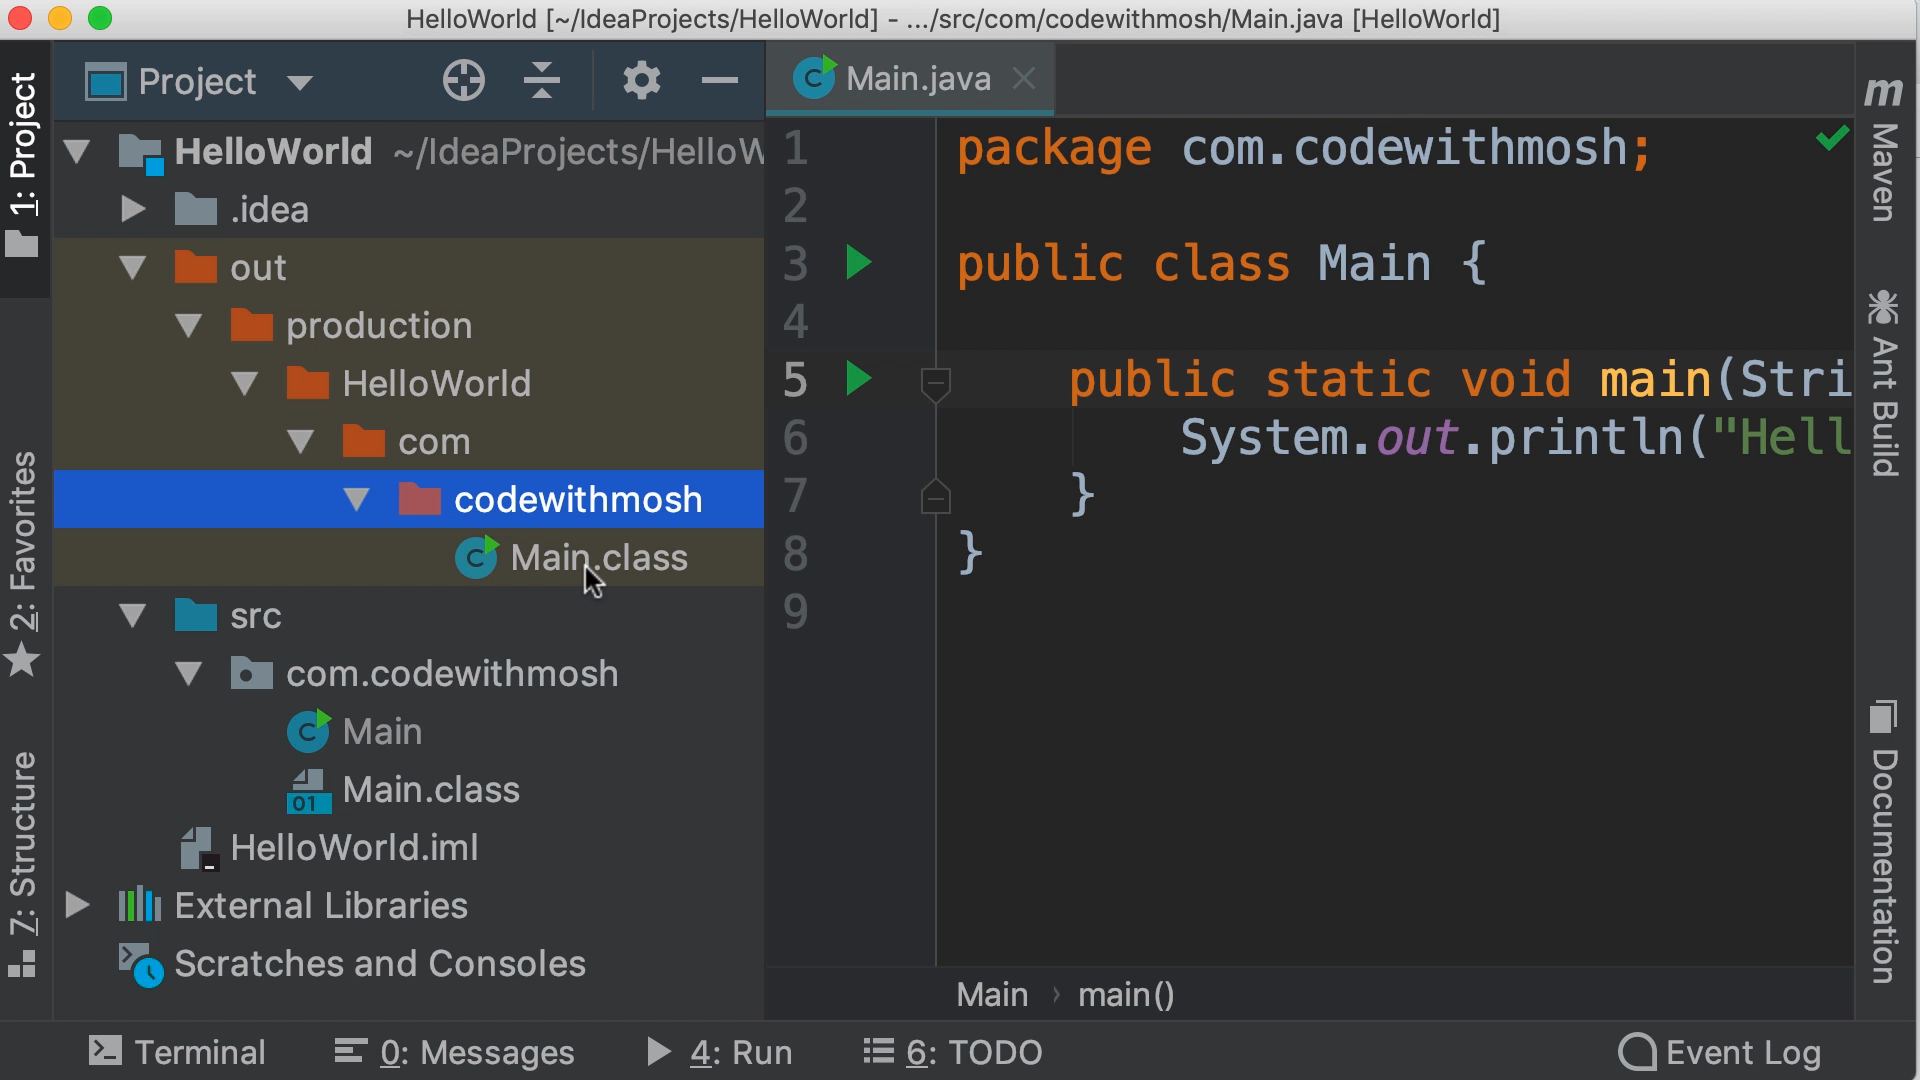 HelloWorld [~/IdeaProjects/HelloWorld] - .../src/com/codewithmosh/Main.java [HelloWorld]
1: Project
2: Favorites
7: Structure
Project
HelloWorld ~/IdeaProjects/HelloW
.idea
out
production
HelloWorld
com
codewithmosh
Main.class
src
com.codewithmosh
Main
Main.class
01
HelloWorld.iml
External Libraries
Scratches and Consoles
Main.java
1 package com.codewithmosh;
2
3 public class Main {
4
5 public static void main(Stri
6 System.out.println("Hell
7 }
8 }
9
Main › main()
m Maven
Ant Build
Documentation
Terminal
0: Messages
4: Run
6: TODO
Event Log